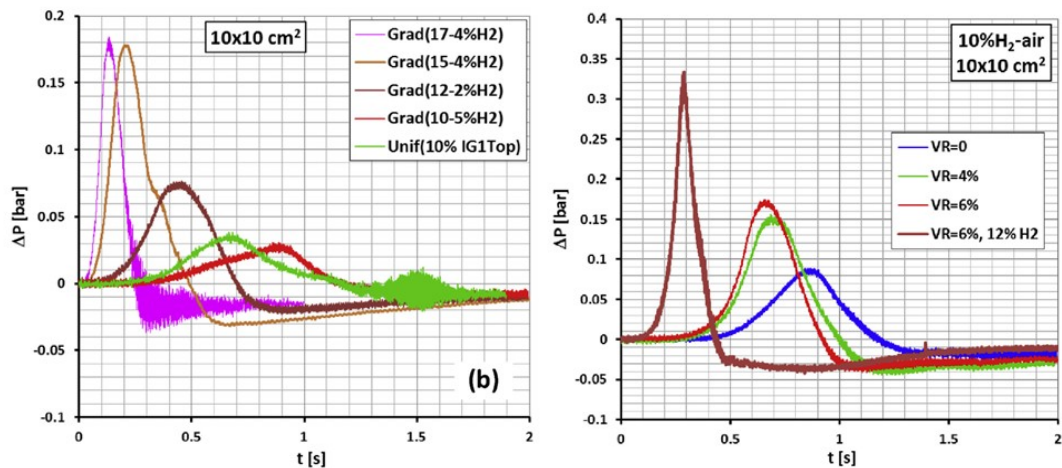 10x10 cm²
Grad(17-4%H2)
Grad(15-4%H2)
Grad(12-2%H2)
Grad(10-5%H2)
Unif(10% IG1Top)
ΔP [bar]
0.2
0.15
0.1
0.05
0
-0.05
-0.1
0
0.5
1
1.5
2
t [s]
(b)
10%H₂-air
10x10 cm²
VR=0
VR=4%
VR=6%
VR=6%, 12% H2
ΔP [bar]
0.4
0.35
0.3
0.25
0.2
0.15
0.1
0.05
0
-0.05
-0.1
0
0.5
1
1.5
2
t [s]